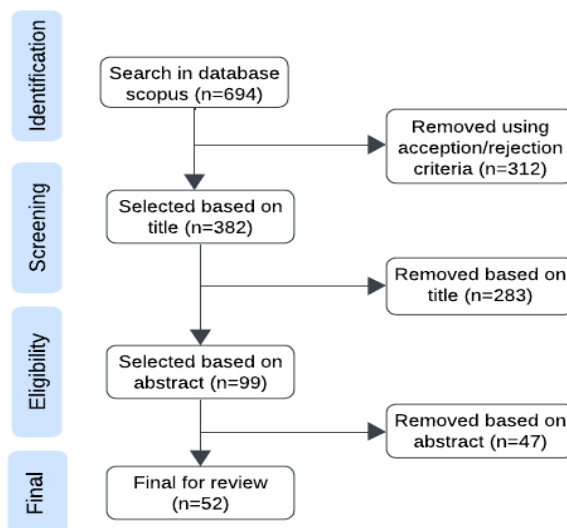 Identification
Search in database
scopus (n=694)
Removed using
acception/rejection
criteria (n=312)
Screening
Selected based on
title (n=382)
Removed based on
title (n=283)
Eligibility
Selected based on
abstract (n=99)
Removed based on
abstract (n=47)
Final
Final for review
(n=52)